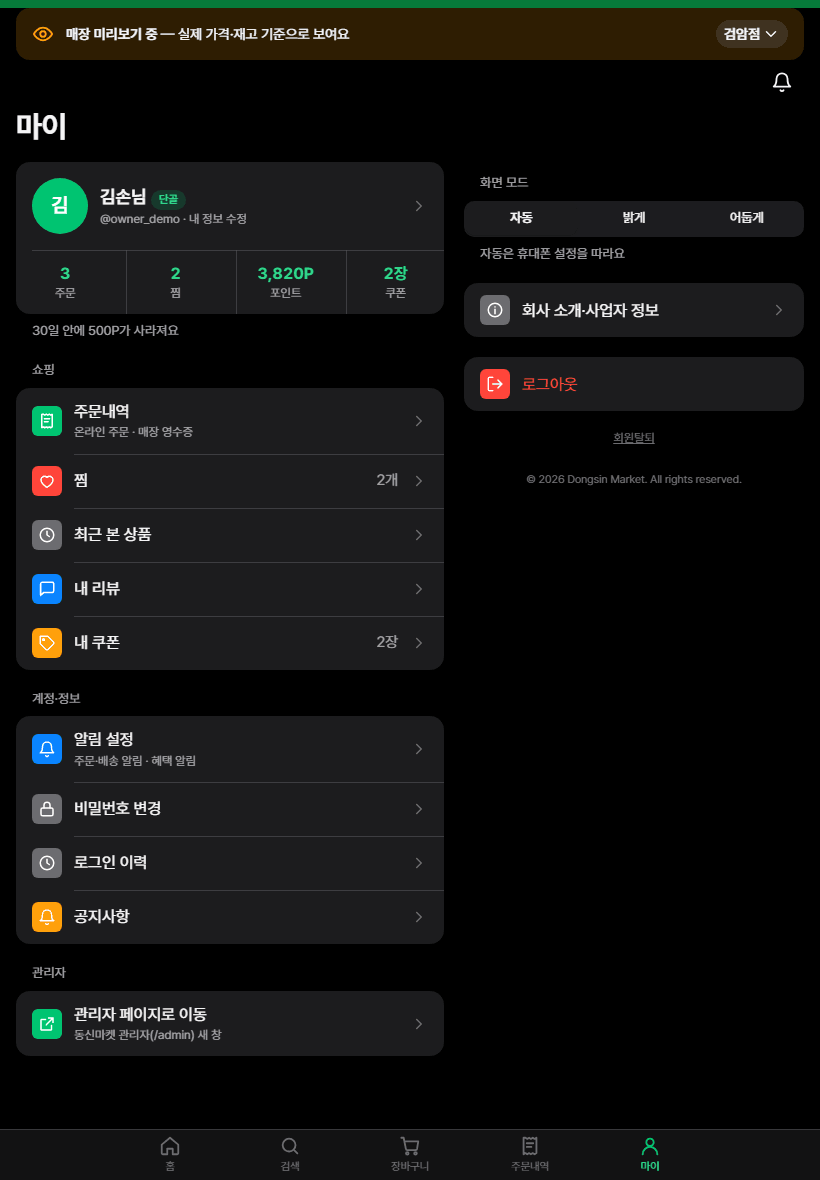 매장 미리보기 중 — 실제 가격·재고 기준으로 보여요
검암점
마이
김
김손님 단골
@owner_demo · 내 정보 수정
3
주문
2
찜
3,820P
포인트
2장
쿠폰
30일 안에 500P가 사라져요
쇼핑
주문내역
온라인 주문 · 매장 영수증
찜 2개
최근 본 상품
내 리뷰
내 쿠폰 2장
계정·정보
알림 설정
주문·배송 알림 · 혜택 알림
비밀번호 변경
로그인 이력
공지사항
관리자
관리자 페이지로 이동
동신마켓 관리자(/admin) 새 창
화면 모드
자동 밝게 어둡게
자동은 휴대폰 설정을 따라요
회사 소개·사업자 정보
로그아웃
회원탈퇴
© 2026 Dongsin Market. All rights reserved.
홈 검색 장바구니 주문내역 마이